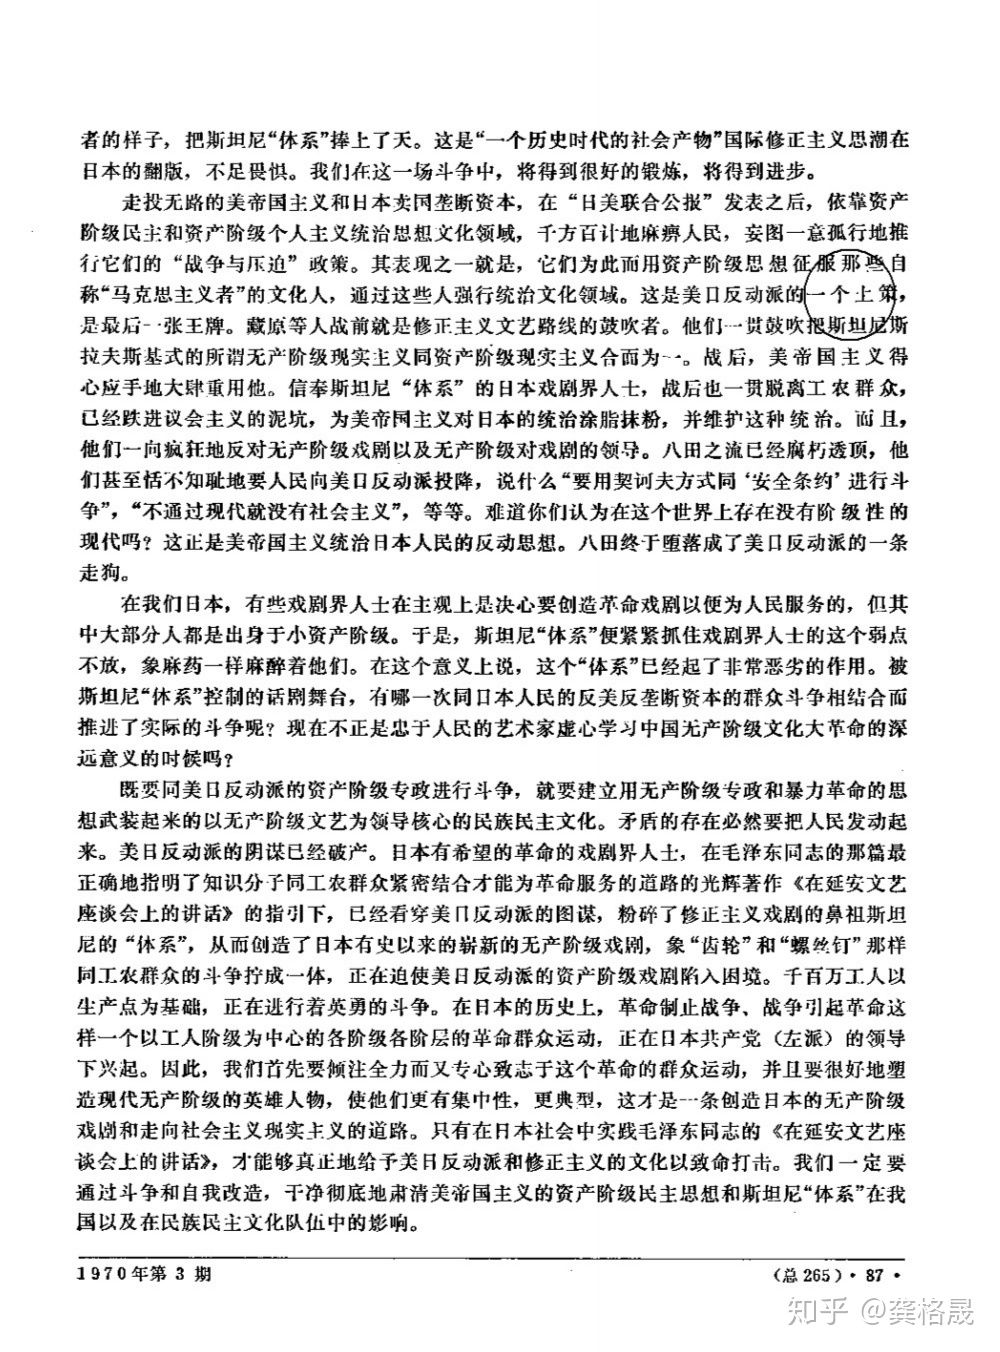 者的样子，把斯坦尼“体系”捧上了天。这是“一个历史时代的社会产物”国际修正主义思潮在
日本的翻版，不足畏惧。我们在这一场斗争中，将得到很好的锻炼，将得到进步。
走投无路的美帝国主义和日本卖国垄断资本，在“日美联合公报”发表之后，依靠资产
阶级民主和资产阶级个人主义统治思想文化领域，千方百计地麻痹人民，妄图一意孤行地推
行它们的“战争与压迫”政策。其表现之一就是，它们为此而用资产阶级思想征服那些自
称“马克思主义者”的文化人，通过这些人强行统治文化领域。这是美日反动派的一个上策，
是最后一张王牌。藏原等人战前就是修正主义文艺路线的鼓吹者。他们一贯鼓吹把斯坦尼斯
拉夫斯基式的所谓无产阶级现实主义同资产阶级现实主义合而为一。战后，美帝国主义得
心应手地大肆重用他。信奉斯坦尼“体系”的日本戏剧界人士，战后也一贯脱离工农群众，
已经跌进议会主义的泥坑，为美帝国主义对日本的统治涂脂抹粉，并维护这种统治。而且，
他们一向疯狂地反对无产阶级戏剧以及无产阶级对戏剧的领导。八田之流已经腐朽透顶，他
们甚至恬不知耻地要人民向美日反动派投降，说什么“要用契诃夫方式同‘安全条约’进行斗
争”，“不通过现代就没有社会主义”，等等。难道你们认为在这个世界上存在没有阶级性的
现代吗？这正是美帝国主义统治日本人民的反动思想。八田终于堕落成了美日反动派的一条
走狗。
在我们日本，有些戏剧界人士在主观上是决心要创造革命戏剧以便为人民服务的，但其
中大部分人都是出身于小资产阶级。于是，斯坦尼“体系”便紧紧抓住戏剧界人士的这个弱点
不放，象麻药一样麻醉着他们。在这个意义上说，这个“体系”已经起了非常恶劣的作用。被
斯坦尼“体系”控制的话剧舞台，有哪一次同日本人民的反美反垄断资本的群众斗争相结合而
推进了实际的斗争呢？现在不正是忠于人民的艺术家虚心学习中国无产阶级文化大革命的深
远意义的时候吗？
既要同美日反动派的资产阶级专政进行斗争，就要建立用无产阶级专政和暴力革命的思
想武装起来的以无产阶级文艺为领导核心的民族民主文化。矛盾的存在必然要把人民发动起
来。美日反动派的阴谋已经破产。日本有希望的革命的戏剧界人士，在毛泽东同志的那篇最
正确地指明了知识分子同工农群众紧密结合才能为革命服务的道路的光辉著作《在延安文艺
座谈会上的讲话》的指引下，已经看穿美日反动派的图谋，粉碎了修正主义戏剧的鼻祖斯坦
尼的“体系”，从而创造了日本有史以来的崭新的无产阶级戏剧，象“齿轮”和“螺丝钉”那样
同工农群众的斗争拧成一体，正在迫使美日反动派的资产阶级戏剧陷入困境。千百万工人以
生产点为基础，正在进行着英勇的斗争。在日本的历史上，革命制止战争、战争引起革命这
样一个以工人阶级为中心的各阶级各阶层的革命群众运动，正在日本共产党（左派）的领导
下兴起。因此，我们首先要倾注全力而又专心致志于这个革命的群众运动，并且要很好地塑
造现代无产阶级的英雄人物，使他们更有集中性，更典型，这才是一条创造日本的无产阶级
戏剧和走向社会主义现实主义的道路。只有在日本社会中实践毛泽东同志的《在延安文艺座
谈会上的讲话》，才能够真正地给予美日反动派和修正主义的文化以致命打击。我们一定要
通过斗争和自我改造，干净彻底地肃清美帝国主义的资产阶级民主思想和斯坦尼“体系”在我
国以及在民族民主文化队伍中的影响。
1970年第3期
（总265）·87·
知乎 @龚格晟